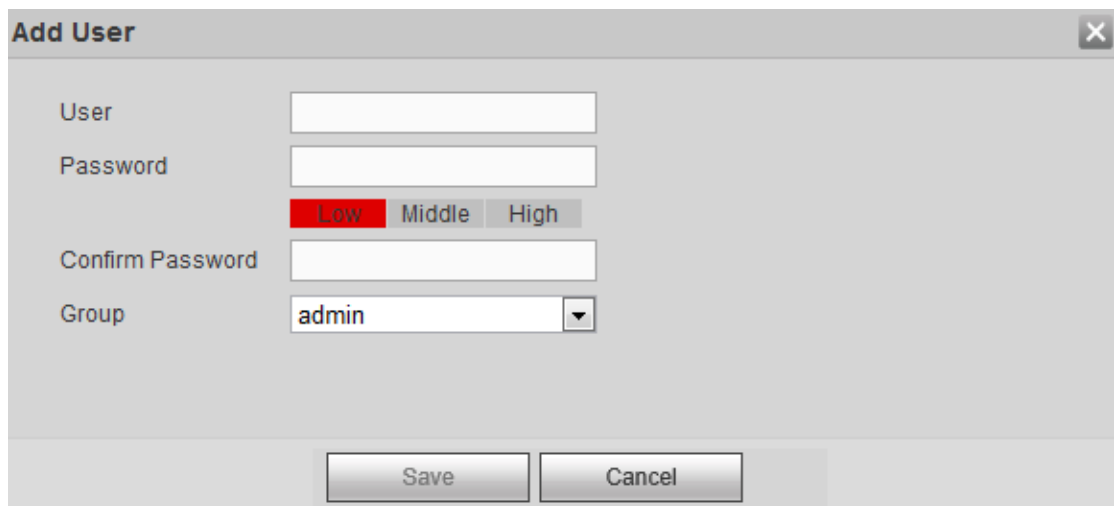 Add User
User
Password
Low Middle High
Confirm Password
Group admin
Save Cancel